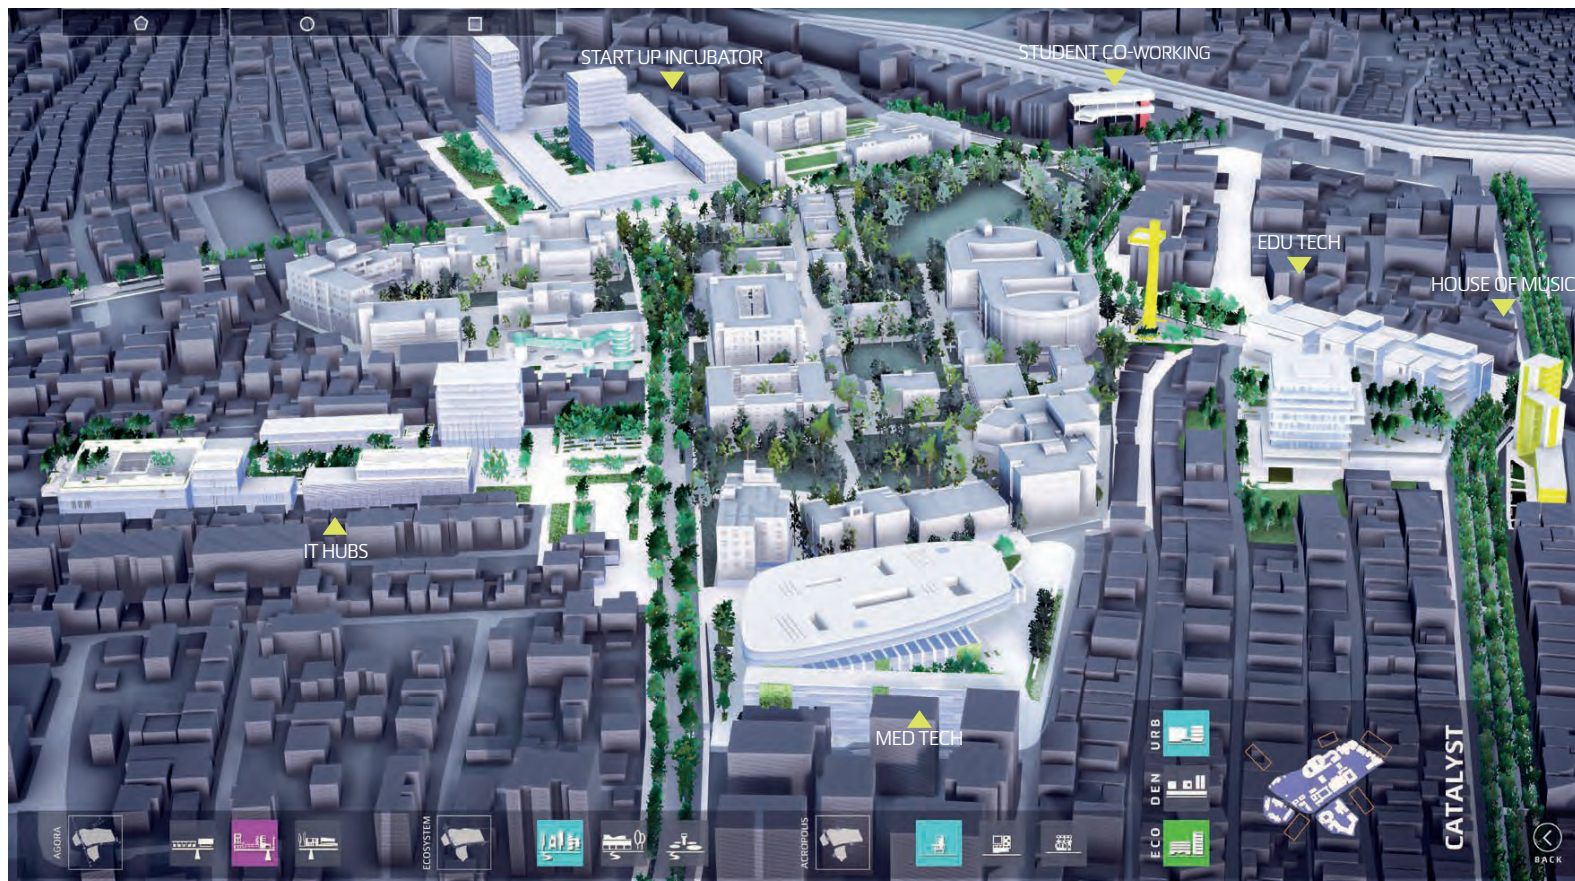 START UP INCUBATOR
STUDENT CO-WORKING
EDU TECH
HOUSE OF MUSIC
IT HUBS
MED TECH
AGORA
ECOSYSTEM
ACROPOLIS
ECO DEN URB
CATALYST
BACK